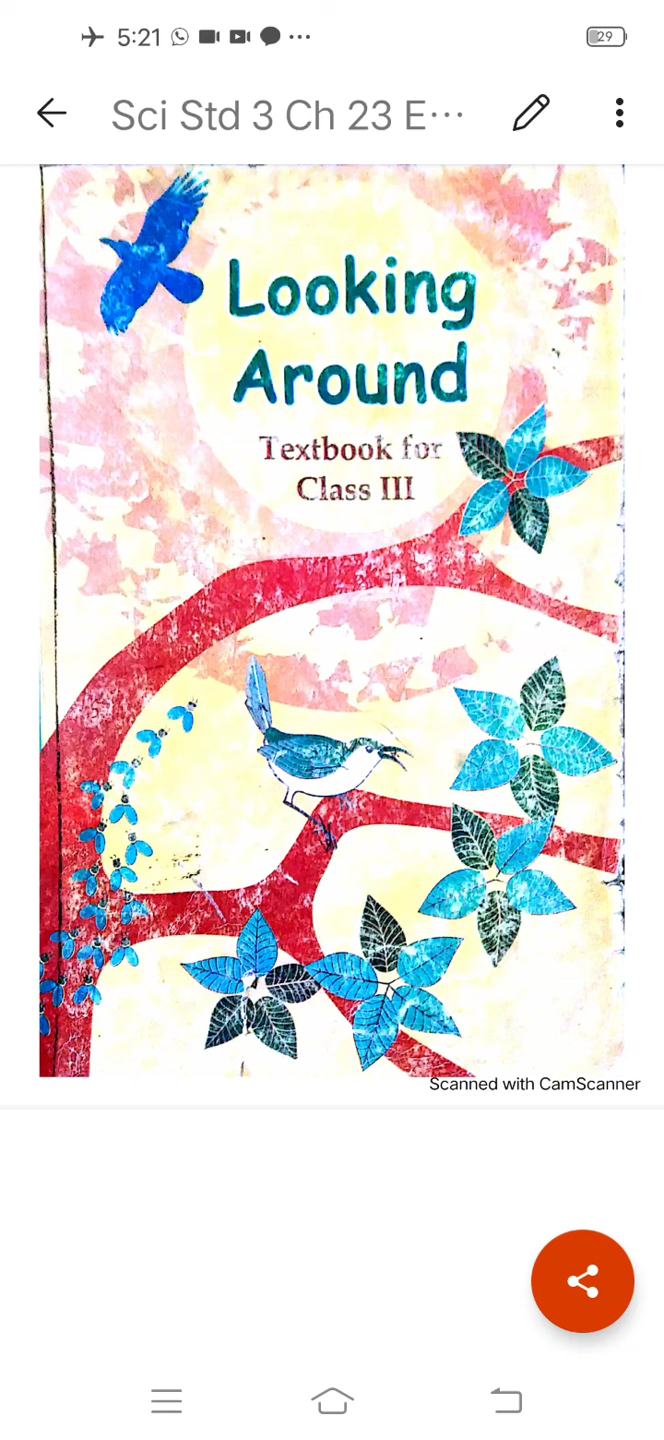 5:21
29
Sci Std 3 Ch 23 E...
Looking
Around
Textbook for
Class III
Scanned with CamScanner